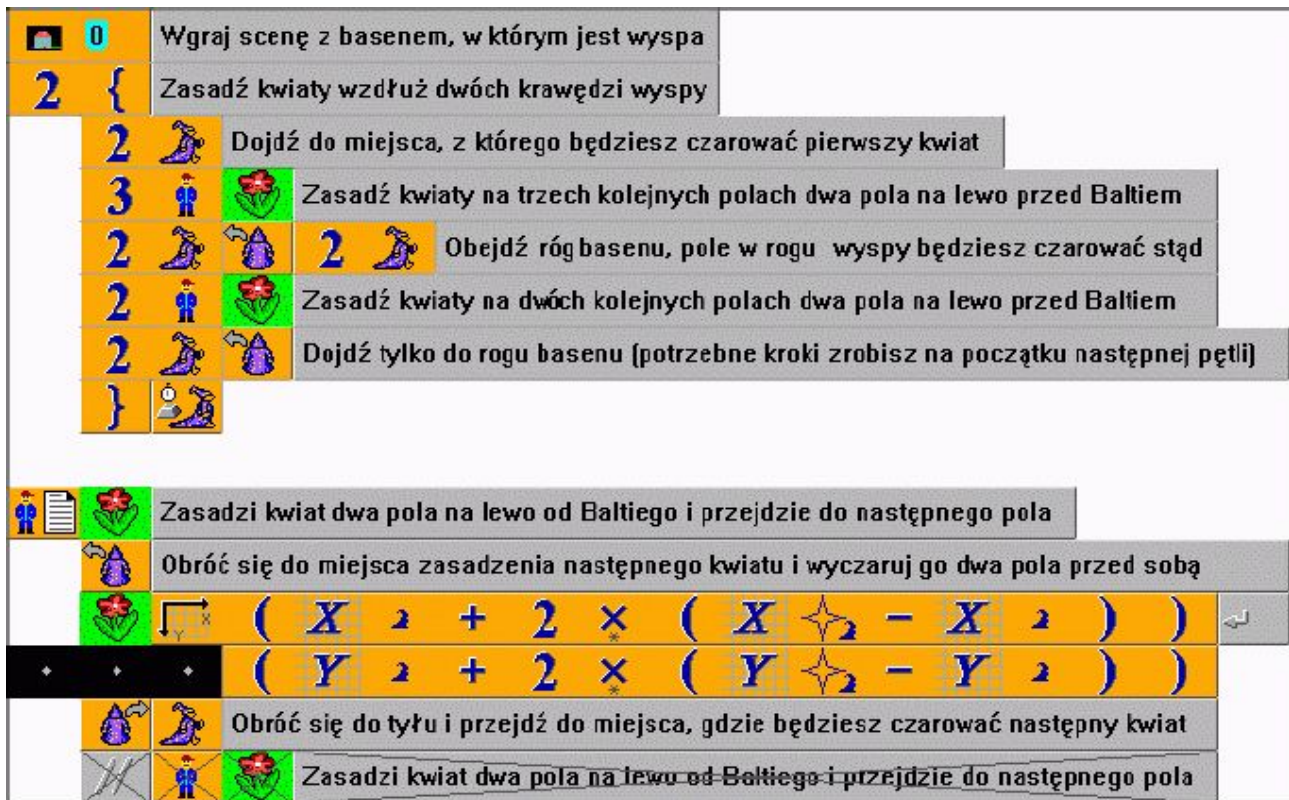 0 Wgraj scenę z basenem, w którym jest wyspa
2 { Zasadź kwiaty wzdłuż dwóch krawędzi wyspy
2 Dojdź do miejsca, z którego będziesz czarować pierwszy kwiat
3 Zasadź kwiaty na trzech kolejnych polach dwa pola na lewo przed Baltiem
2 2 Obejdź róg basenu, pole w rogu wyspy będziesz czarować stąd
2 Zasadź kwiaty na dwóch kolejnych polach dwa pola na lewo przed Baltiem
2 Dojdź tylko do rogu basenu (potrzebne kroki zrobisz na początku następnej pętli)
}
Zasadzi kwiat dwa pola na lewo od Baltiego i przejdzie do następnego pola
Obróć się do miejsca zasadzenia następnego kwiatu i wyczaruj go dwa pola przed sobą
X Y ( X + 2 × ( X - X ) )
( Y + 2 × ( Y - Y ) )
Obróć się do tyłu i przejdź do miejsca, gdzie będziesz czarować następny kwiat
// Zasadzi kwiat dwa pola na lewo od Baltiego i przejdzie do następnego pola